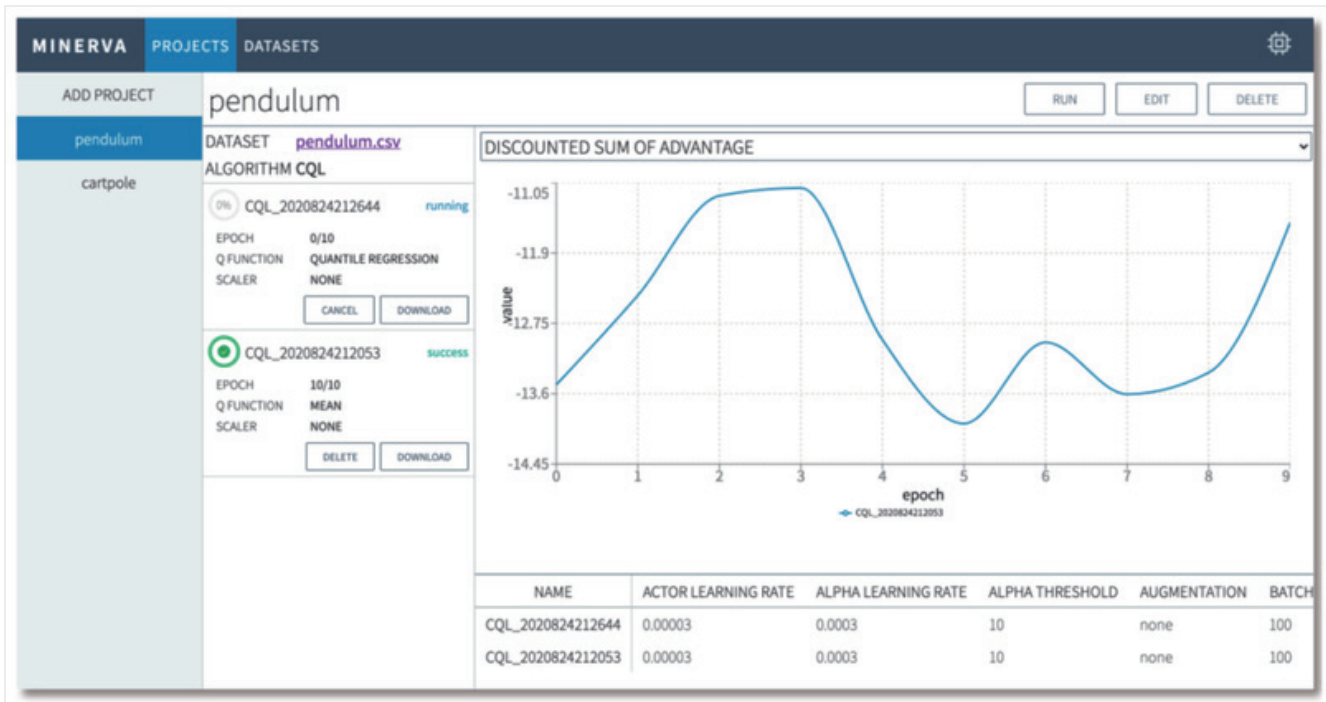 MINERVA PROJECTS DATASETS
ADD PROJECT
pendulum
cartpole
pendulum
RUN EDIT DELETE
DATASET pendulum.csv
ALGORITHM CQL
0% CQL_2020824212644 running
EPOCH 0/10
Q FUNCTION QUANTILE REGRESSION
SCALER NONE
CANCEL DOWNLOAD
CQL_2020824212053 success
EPOCH 10/10
Q FUNCTION MEAN
SCALER NONE
DELETE DOWNLOAD
DISCOUNTED SUM OF ADVANTAGE
-11.05
-11.9
-12.75
-13.6
-14.45
value
0 1 2 3 4 5 6 7 8 9
epoch
CQL_2020824212053
NAME ACTOR LEARNING RATE ALPHA LEARNING RATE ALPHA THRESHOLD AUGMENTATION BATCH
CQL_2020824212644 0.00003 0.0003 10 none 100
CQL_2020824212053 0.00003 0.0003 10 none 100